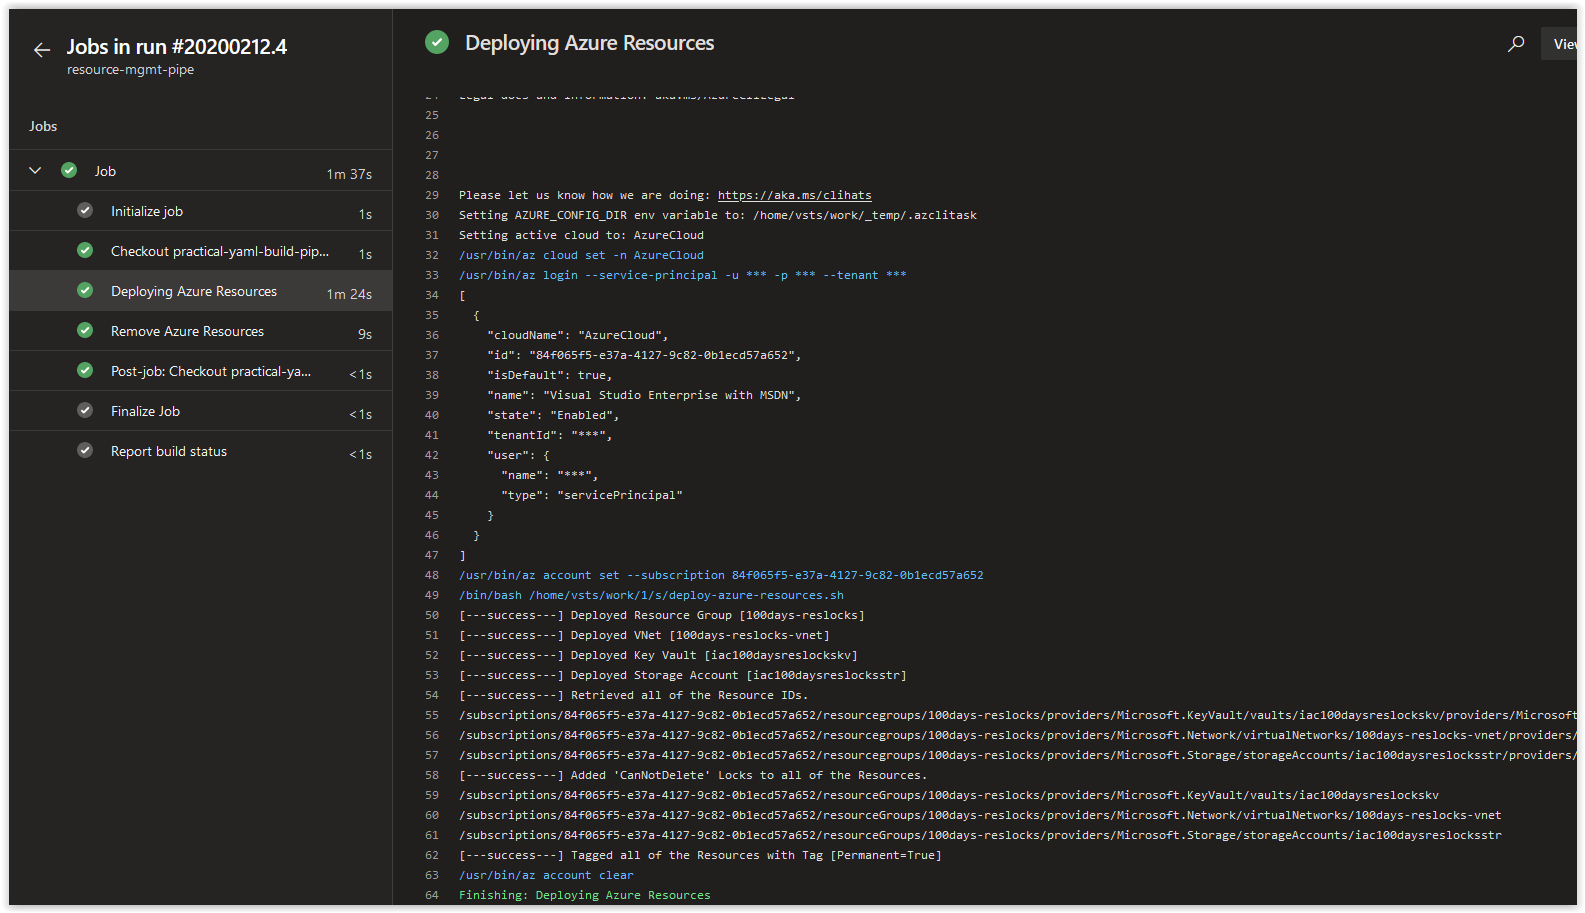 Jobs in run #20200212.4
resource-mgmt-pipe
Jobs
Job 1m 37s
Initialize job 1s
Checkout practical-yaml-build-pip... 1s
Deploying Azure Resources 1m 24s
Remove Azure Resources 9s
Post-job: Checkout practical-ya... <1s
Finalize Job <1s
Report build status <1s
Deploying Azure Resources
View
24 Legal docs and information: aka.ms/AzureCliLegal
25
26
27
28
29 Please let us know how we are doing: https://aka.ms/clihats
30 Setting AZURE_CONFIG_DIR env variable to: /home/vsts/work/_temp/.azclitask
31 Setting active cloud to: AzureCloud
32 /usr/bin/az cloud set -n AzureCloud
33 /usr/bin/az login --service-principal -u *** -p *** --tenant ***
34 [
35 {
36 "cloudName": "AzureCloud",
37 "id": "84f065f5-e37a-4127-9c82-0b1ecd57a652",
38 "isDefault": true,
39 "name": "Visual Studio Enterprise with MSDN",
40 "state": "Enabled",
41 "tenantId": "***",
42 "user": {
43 "name": "***",
44 "type": "servicePrincipal"
45 }
46 }
47 ]
48 /usr/bin/az account set --subscription 84f065f5-e37a-4127-9c82-0b1ecd57a652
49 /bin/bash /home/vsts/work/1/s/deploy-azure-resources.sh
50 [---success---] Deployed Resource Group [100days-reslocks]
51 [---success---] Deployed VNet [100days-reslocks-vnet]
52 [---success---] Deployed Key Vault [iac100daysreslockskv]
53 [---success---] Deployed Storage Account [iac100daysreslocksstr]
54 [---success---] Retrieved all of the Resource IDs.
55 /subscriptions/84f065f5-e37a-4127-9c82-0b1ecd57a652/resourcegroups/100days-reslocks/providers/Microsoft.KeyVault/vaults/iac100daysreslockskv/providers/Microsoft
56 /subscriptions/84f065f5-e37a-4127-9c82-0b1ecd57a652/resourcegroups/100days-reslocks/providers/Microsoft.Network/virtualNetworks/100days-reslocks-vnet/providers/
57 /subscriptions/84f065f5-e37a-4127-9c82-0b1ecd57a652/resourcegroups/100days-reslocks/providers/Microsoft.Storage/storageAccounts/iac100daysreslocksstr/providers/
58 [---success---] Added 'CanNotDelete' Locks to all of the Resources.
59 /subscriptions/84f065f5-e37a-4127-9c82-0b1ecd57a652/resourceGroups/100days-reslocks/providers/Microsoft.KeyVault/vaults/iac100daysreslockskv
60 /subscriptions/84f065f5-e37a-4127-9c82-0b1ecd57a652/resourceGroups/100days-reslocks/providers/Microsoft.Network/virtualNetworks/100days-reslocks-vnet
61 /subscriptions/84f065f5-e37a-4127-9c82-0b1ecd57a652/resourceGroups/100days-reslocks/providers/Microsoft.Storage/storageAccounts/iac100daysreslocksstr
62 [---success---] Tagged all of the Resources with Tag [Permanent=True]
63 /usr/bin/az account clear
64 Finishing: Deploying Azure Resources